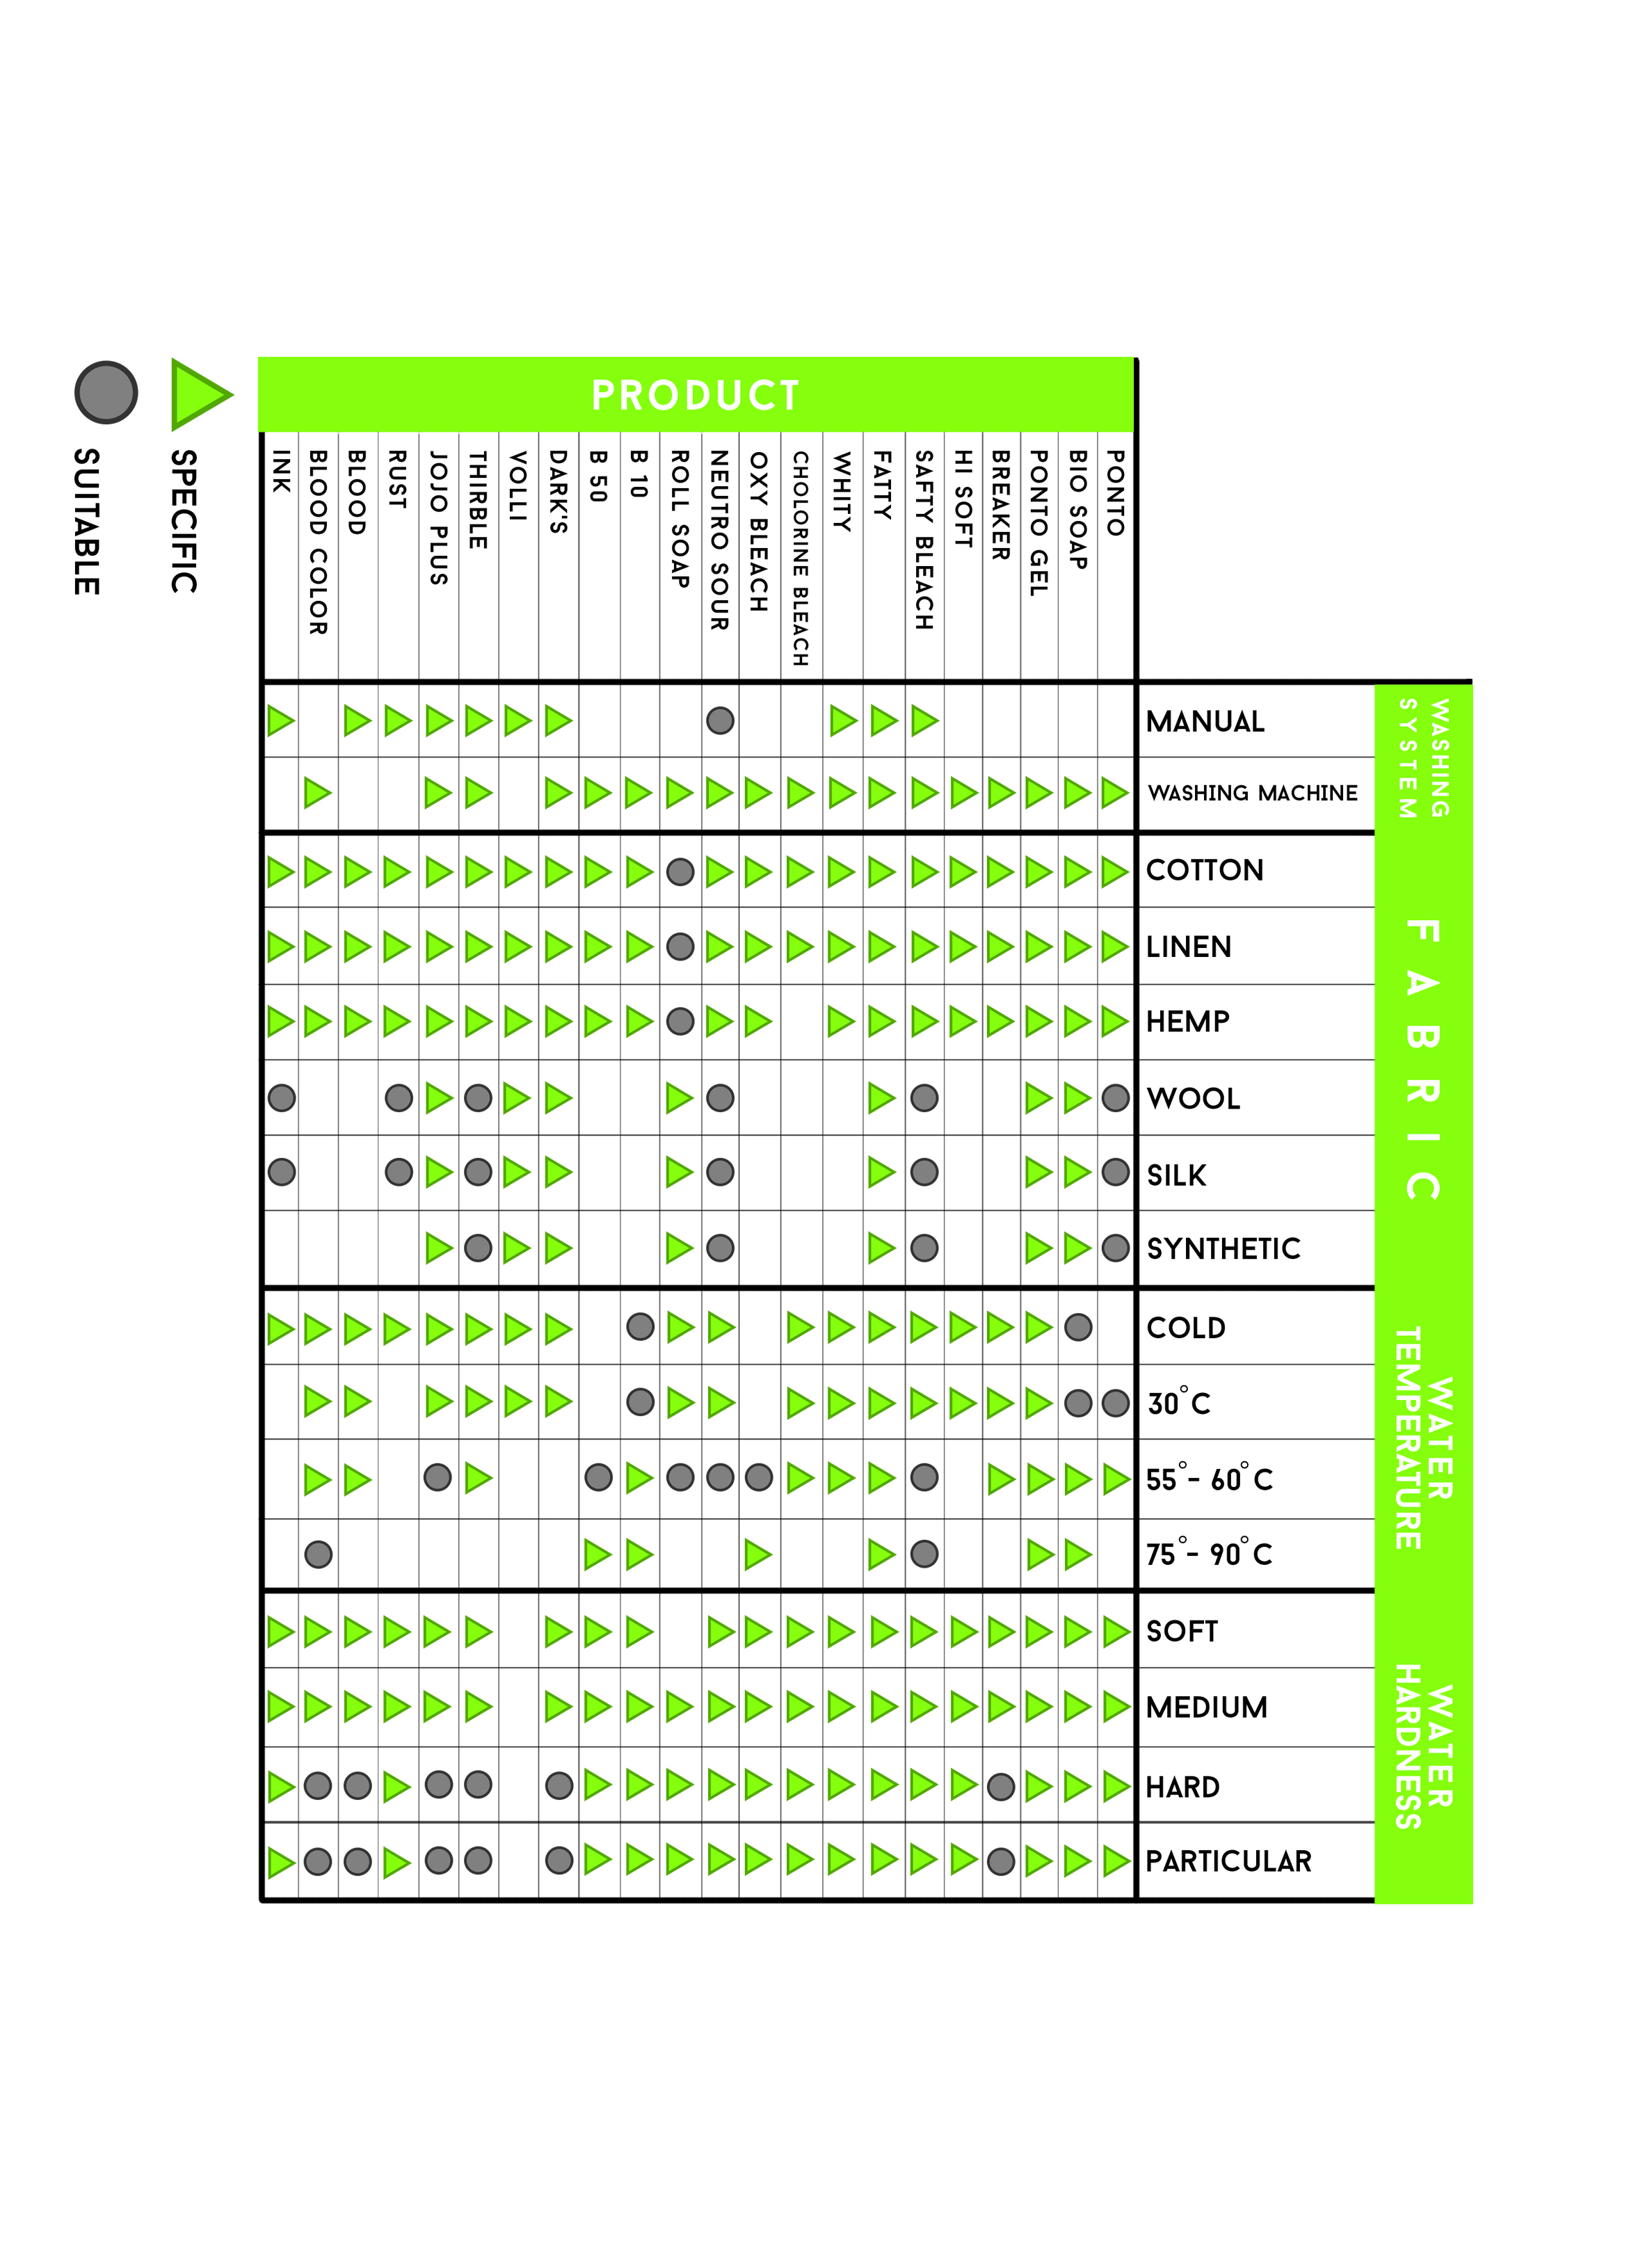 PRODUCT
INK
BLOOD COLOR
BLOOD
RUST
JOJO PLUS
THIRBLE
VOLLI
DARK'S
B 50
B 10
ROLL SOAP
NEUTRO SOUR
OXY BLEACH
CHOLORINE BLEACH
WHITY
FATTY
SAFTY BLEACH
HI SOFT
BREAKER
PONTO GEL
BIO SOAP
PONTO
WASHING
SYSTEM
MANUAL
WASHING MACHINE
FABRIC
COTTON
LINEN
HEMP
WOOL
SILK
SYNTHETIC
WATER
TEMPERATURE
COLD
30°C
55°- 60°C
75°- 90°C
WATER
HARDNESS
SOFT
MEDIUM
HARD
PARTICULAR
SPECIFIC
SUITABLE